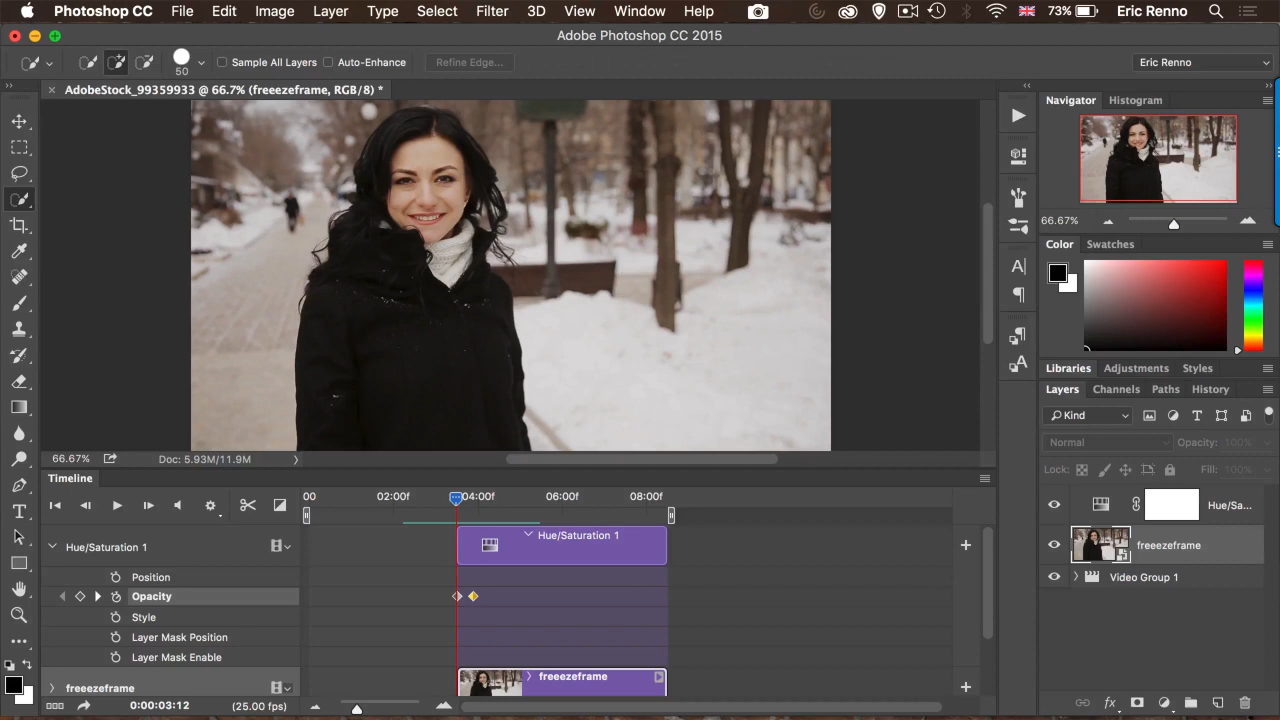 Photoshop CC File Edit Image Layer Type Select Filter 3D View Window Help 73% Eric Renno
Adobe Photoshop CC 2015
50 Sample All Layers Auto-Enhance Refine Edge... Eric Renno
AdobeStock_99359933 @ 66.7% (freeezeframe, RGB/8) *
Navigator Histogram
66.67%
Color Swatches
Libraries Adjustments Styles
Layers Channels Paths History
Kind
Normal Opacity: 100%
Lock: Fill: 100%
Hue/Sa...
freeezeframe
Video Group 1
66.67% Doc: 5.93M/11.9M
Timeline
00 02:00f 04:00f 06:00f 08:00f
Hue/Saturation 1
Hue/Saturation 1
Position
Opacity
Style
Layer Mask Position
Layer Mask Enable
freeezeframe
freeezeframe
0:00:03:12 (25.00 fps)